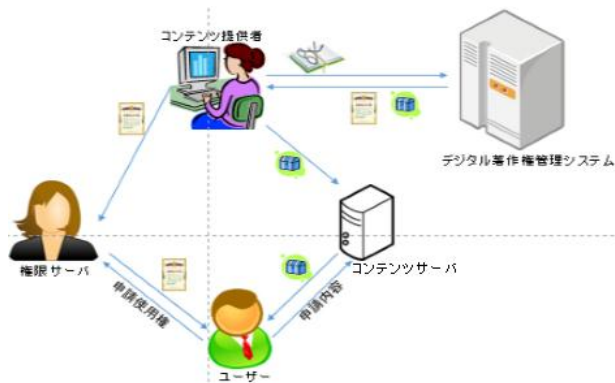 コンテンツ提供者
デジタル著作権管理システム
権限サーバ
コンテンツサーバ
申請使用権
申請内容
ユーザー